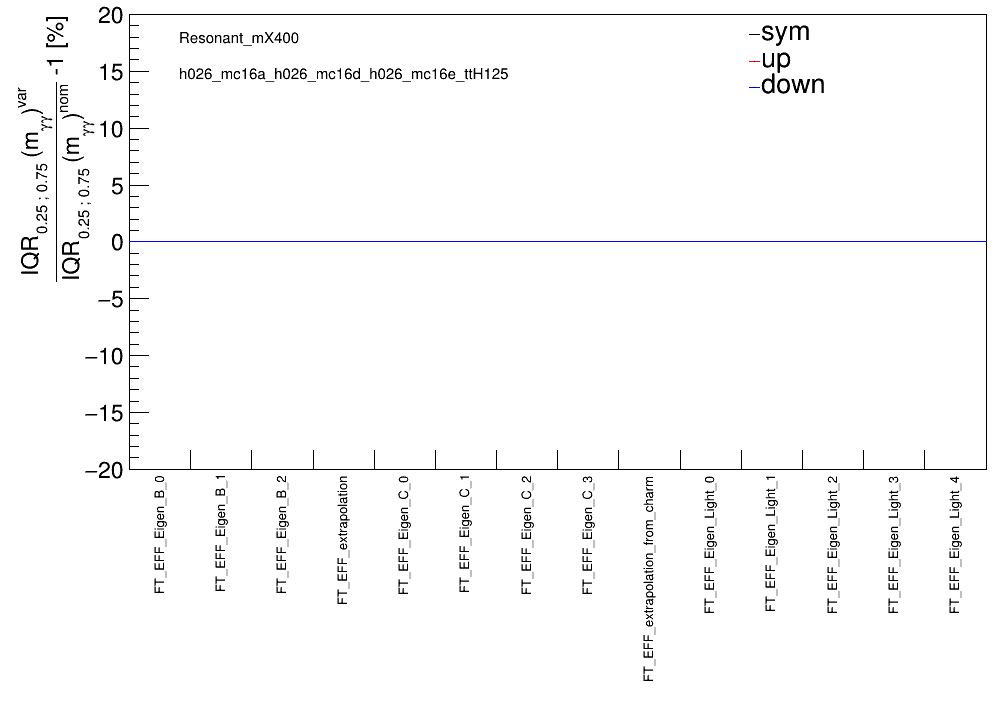 IQR0.25 ; 0.75 (mγγ)var
IQR0.25 ; 0.75 (mγγ)nom
-1 [%]
20
15
10
5
0
−5
−10
−15
−20
Resonant_mX400
h026_mc16a_h026_mc16d_h026_mc16e_ttH125
sym
up
down
FT_EFF_Eigen_B_0
FT_EFF_Eigen_B_1
FT_EFF_Eigen_B_2
FT_EFF_extrapolation
FT_EFF_Eigen_C_0
FT_EFF_Eigen_C_1
FT_EFF_Eigen_C_2
FT_EFF_Eigen_C_3
FT_EFF_extrapolation_from_charm
FT_EFF_Eigen_Light_0
FT_EFF_Eigen_Light_1
FT_EFF_Eigen_Light_2
FT_EFF_Eigen_Light_3
FT_EFF_Eigen_Light_4